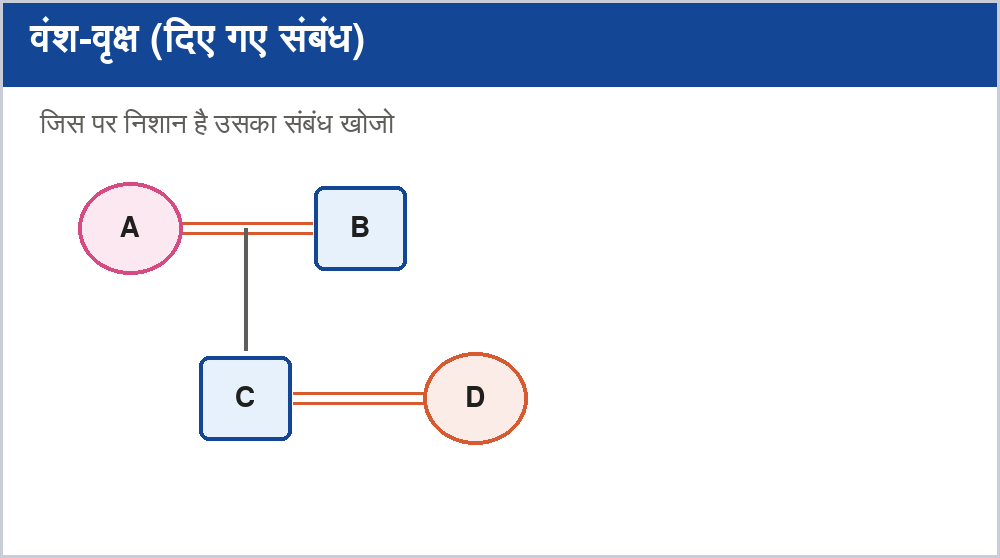 वंश-वृक्ष (दिए गए संबंध)
जिस पर निशान है उसका संबंध खोजो
A
B
C
D